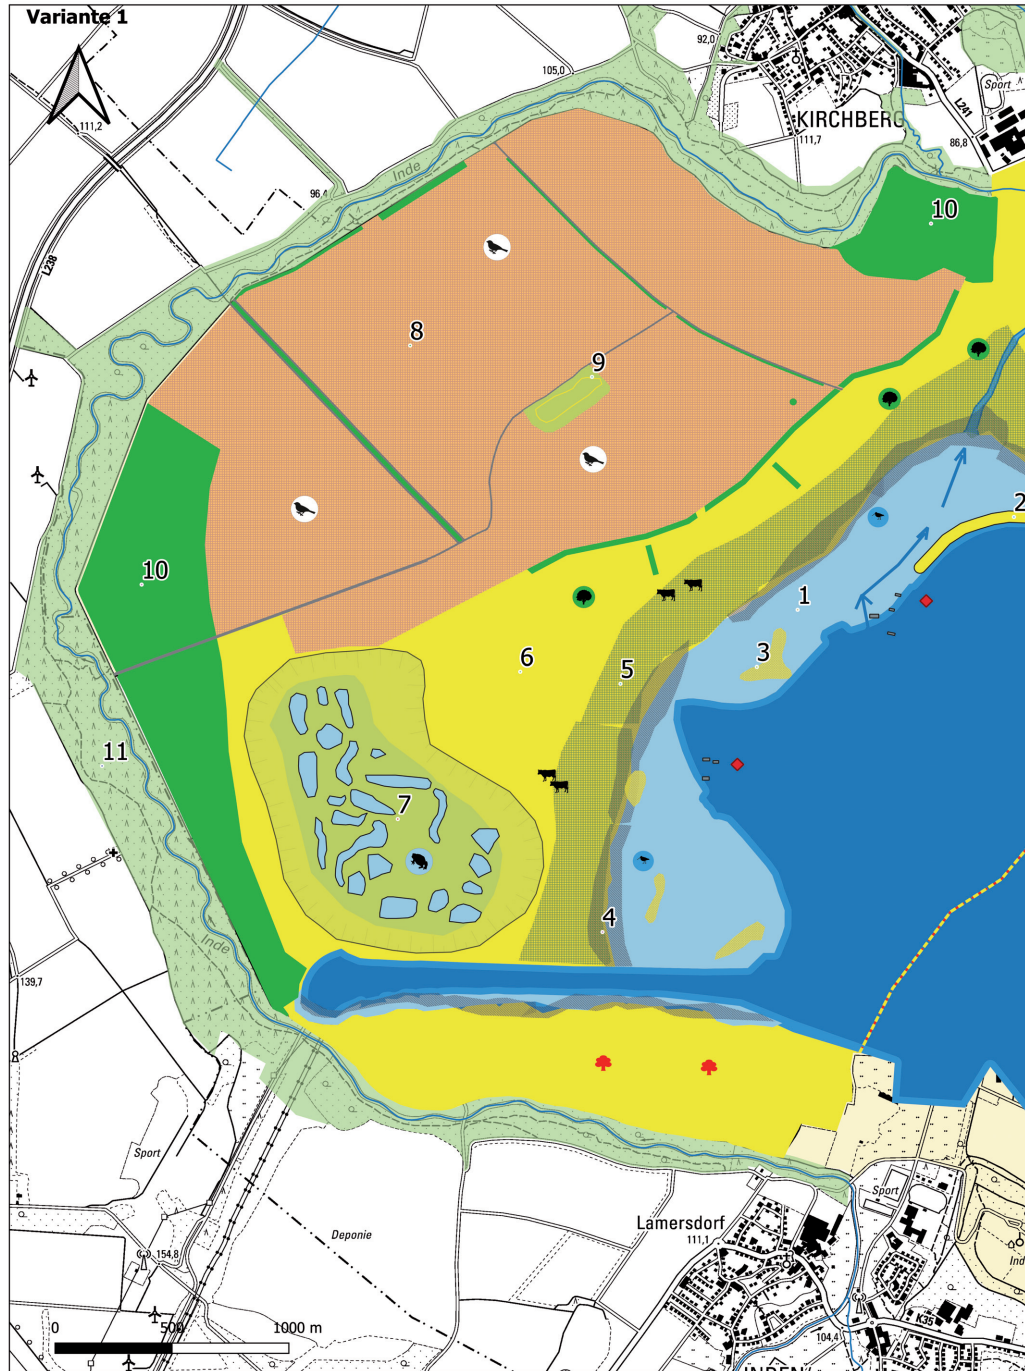 Variante 1
92,0
105,0
Sport
KIRCHBERG
L241
111,7
86,8
111,2
Inde
96,4
10
L238
8
9
2
10
1
3
6
5
11
7
4
Inde
139,7
Sport
Lamersdorf
111,1
Sport
Deponie
154,8
Ind
0
500
1000 m
K35
104,4